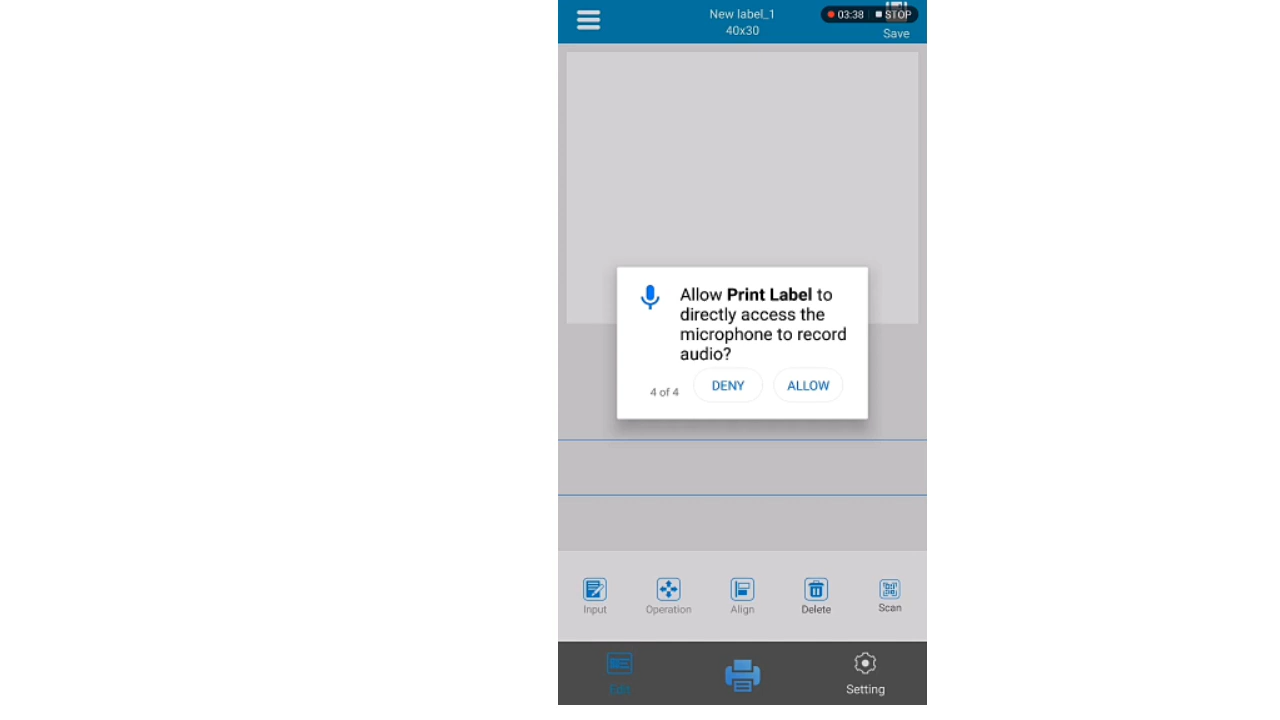 New label_1
40x30
03:38 STOP
Save
Allow Print Label to
directly access the
microphone to record
audio?
4 of 4 DENY ALLOW
Input Operation Align Delete Scan
Edit Setting